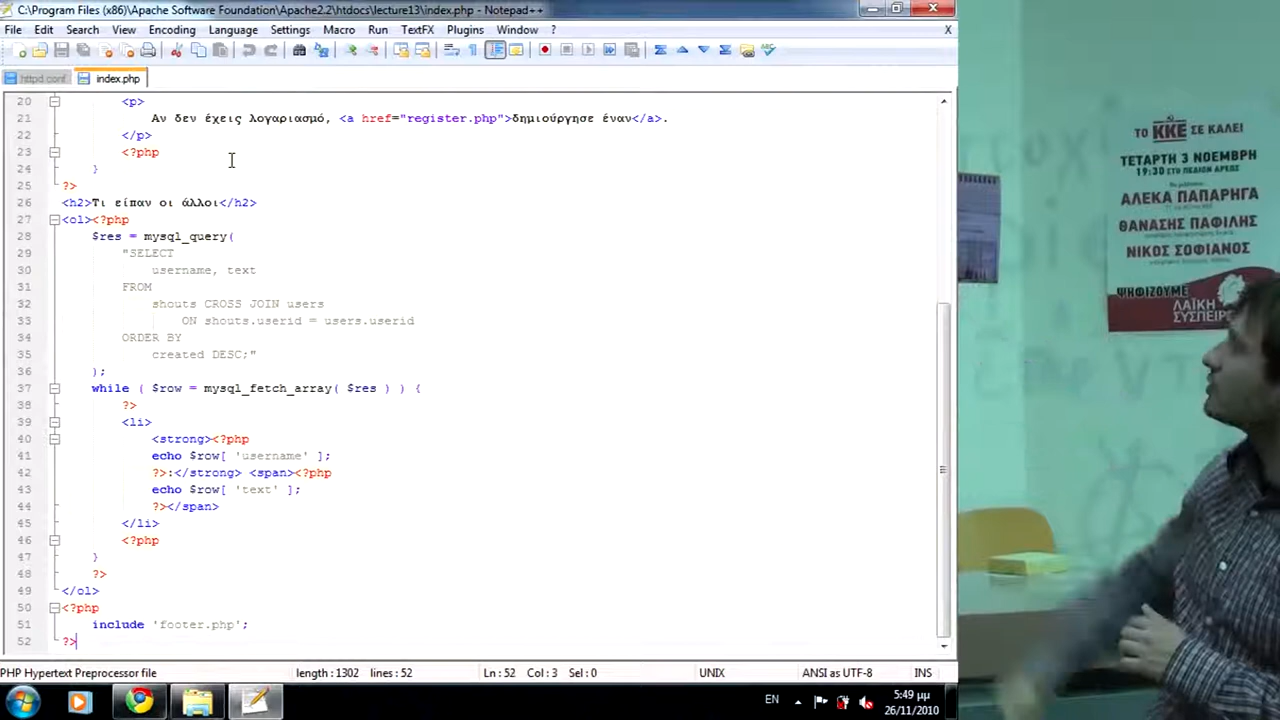 C:\Program Files (x86)\Apache Software Foundation\Apache2.2\htdocs\lecture13\index.php - Notepad++
File Edit Search View Encoding Language Settings Macro Run TextFX Plugins Window ? X
httpd.conf index.php
20 <p>
21 Αν δεν έχεις λογαριασμό, <a href="register.php">δημιούργησε έναν</a>.
22 </p>
23 <?php
24 }
25 ?>
26 <h2>Τι είπαν οι άλλοι</h2>
27 <ol><?php
28 $res = mysql_query(
29 "SELECT
30 username, text
31 FROM
32 shouts CROSS JOIN users
33 ON shouts.userid = users.userid
34 ORDER BY
35 created DESC;"
36 );
37 while ( $row = mysql_fetch_array( $res ) ) {
38 ?>
39 <li>
40 <strong><?php
41 echo $row[ 'username' ];
42 ?>:</strong> <span><?php
43 echo $row[ 'text' ];
44 ?></span>
45 </li>
46 <?php
47 }
48 ?>
49 </ol>
50 <?php
51 include 'footer.php';
52 ?>
PHP Hypertext Preprocessor file length : 1302 lines : 52 Ln : 52 Col : 3 Sel : 0 UNIX ANSI as UTF-8 INS
EN 5:49 μμ
26/11/2010
ΤΟ ΚΚΕ ΣΕ ΚΑΛΕΙ
ΤΕΤΑΡΤΗ 3 ΝΟΕΜΒΡΗ
19:30 ΣΤΟ ΠΕΔΙΟΝ ΑΡΕΩΣ
ΑΛΕΚΑ ΠΑΠΑΡΗΓΑ
ΘΑΝΑΣΗΣ ΠΑΦΙΛΗΣ
ΝΙΚΟΣ ΣΟΦΙΑΝΟΣ
ΨΗΦΙΖΟΥΜΕ
ΛΑΪΚΗ
ΣΥΣΠΕΙΡ